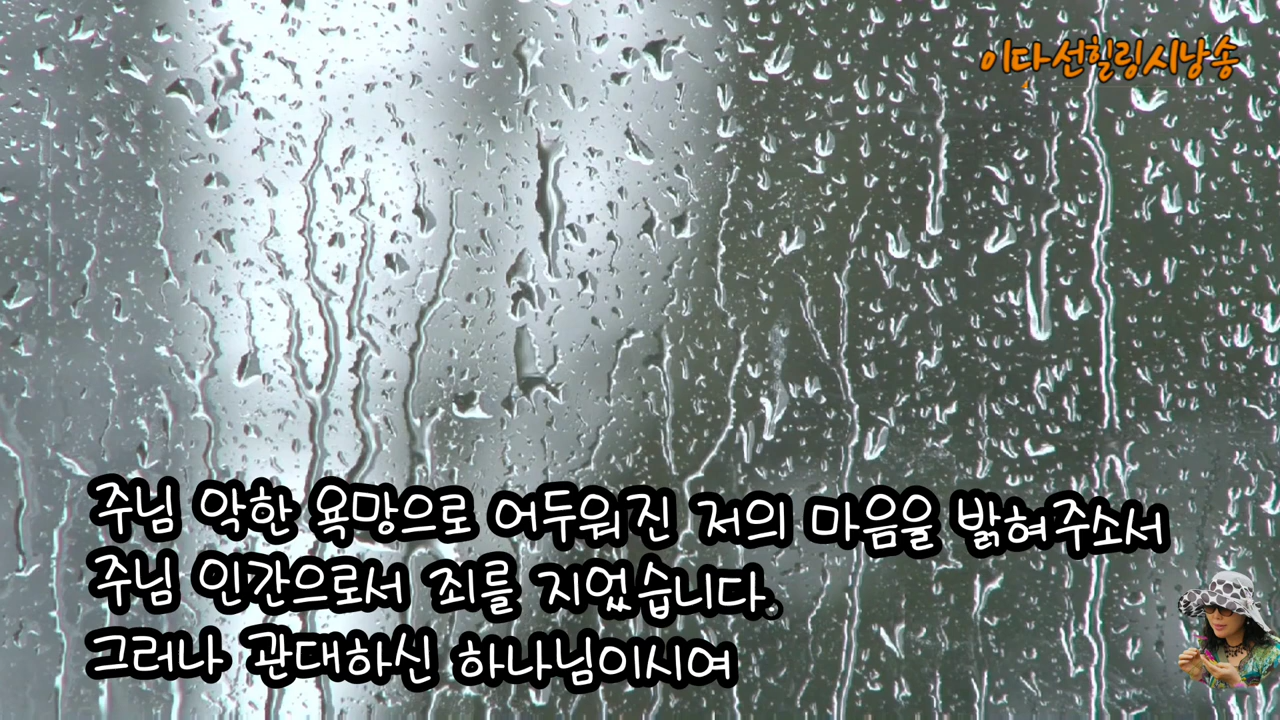 이다선힐링시낭송
주님 악한 욕망으로 어두워진 저의 마음을 밝혀주소서
주님 인간으로서 죄를 지었습니다.
그러나 관대하신 하나님이시여